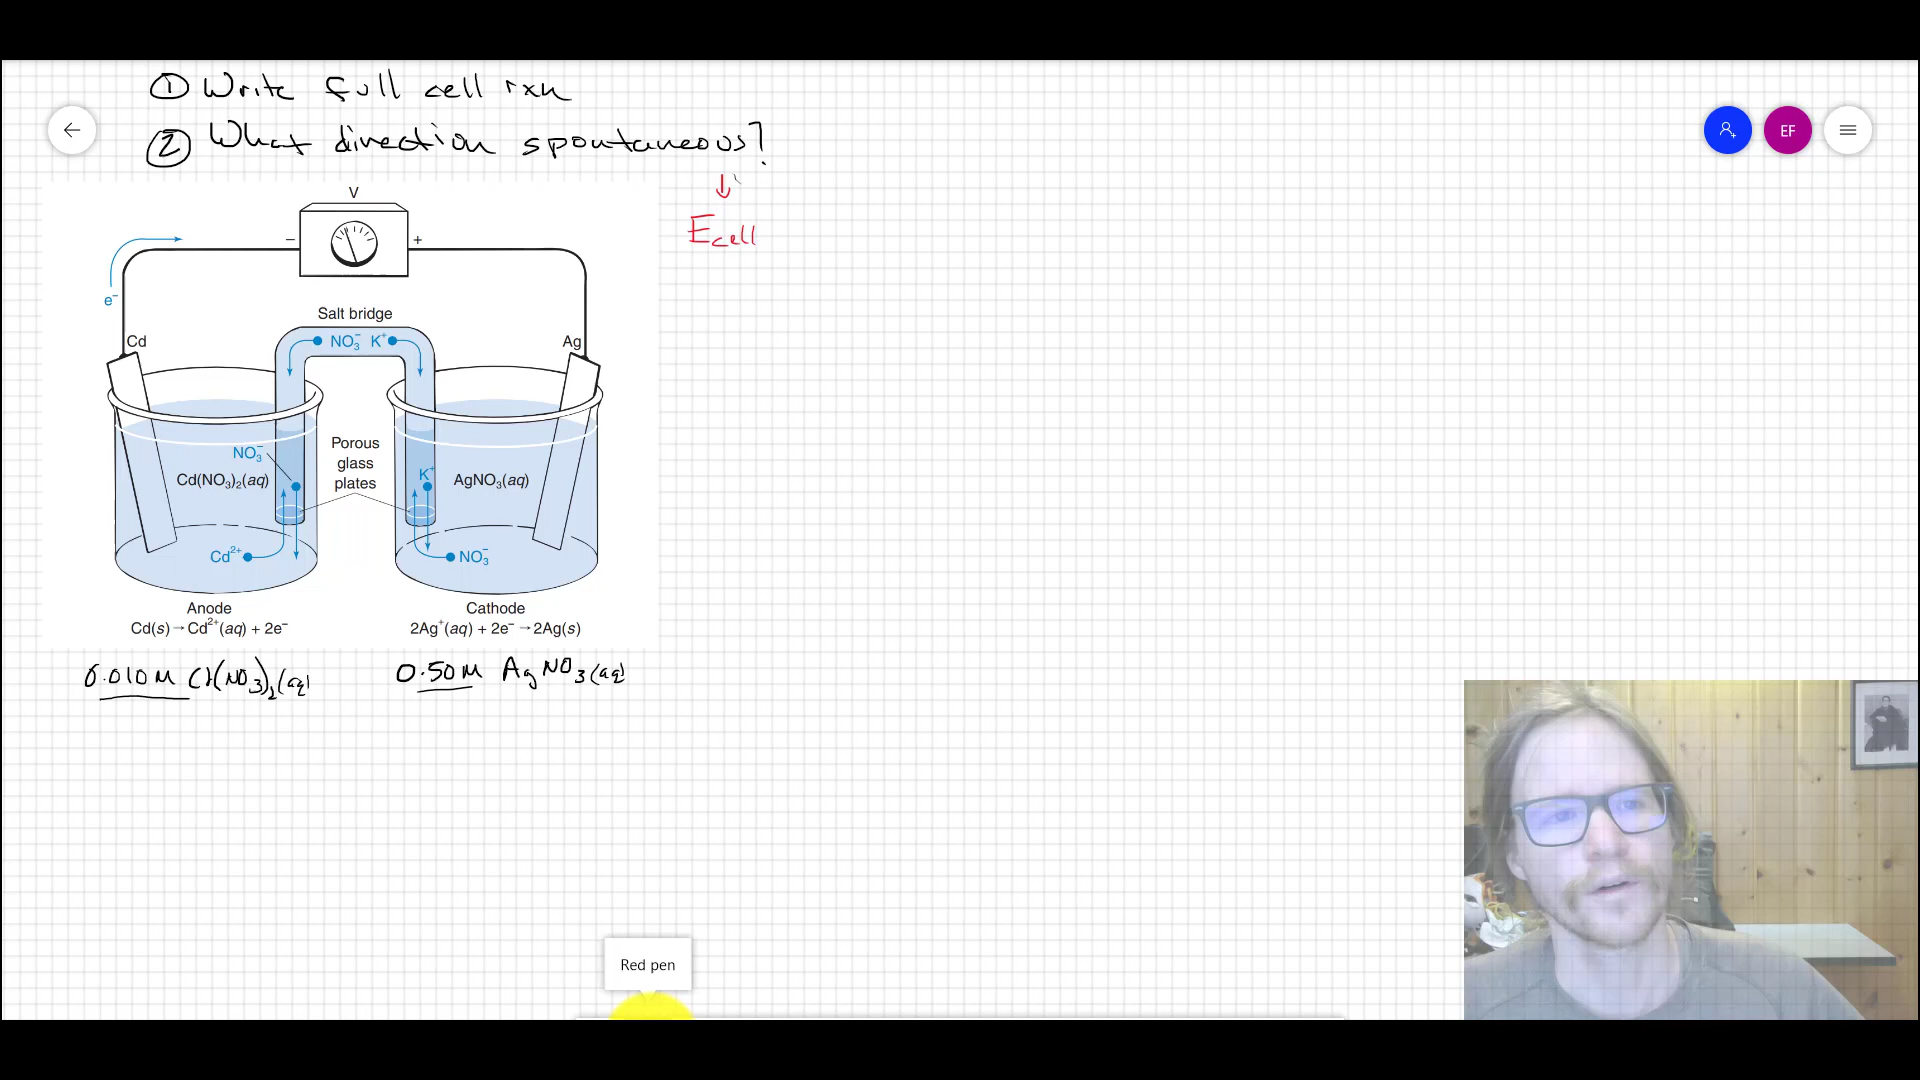 ① Write full cell rxn
② What direction spontaneous?
Ecell
EF
V
− +
e⁻
Salt bridge
Cd NO₃⁻ K⁺ Ag
Porous
glass
plates
NO₃⁻
Cd(NO₃)₂(aq) K⁺ AgNO₃(aq)
Cd²⁺ NO₃⁻
Anode Cathode
Cd(s) → Cd²⁺(aq) + 2e⁻ 2Ag⁺(aq) + 2e⁻ → 2Ag(s)
0.010 M Cd(NO₃)₂(aq) 0.50 M AgNO₃(aq)
Red pen